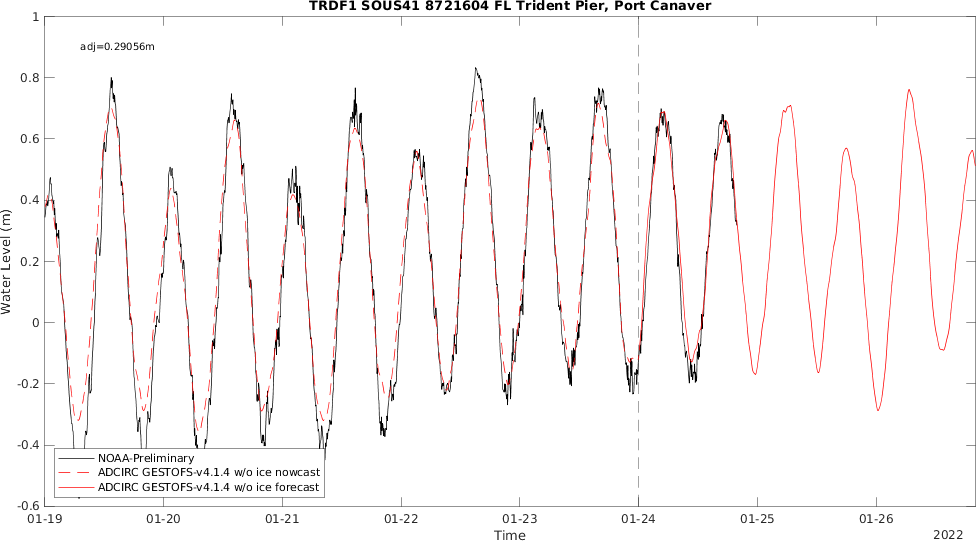 TRDF1 SOUS41 8721604 FL Trident Pier, Port Canaver
adj=0.29056m
Water Level (m)
1
0.8
0.6
0.4
0.2
0
-0.2
-0.4
-0.6
NOAA-Preliminary
ADCIRC GESTOFS-v4.1.4 w/o ice nowcast
ADCIRC GESTOFS-v4.1.4 w/o ice forecast
01-19 01-20 01-21 01-22 01-23 01-24 01-25 01-26
Time
2022